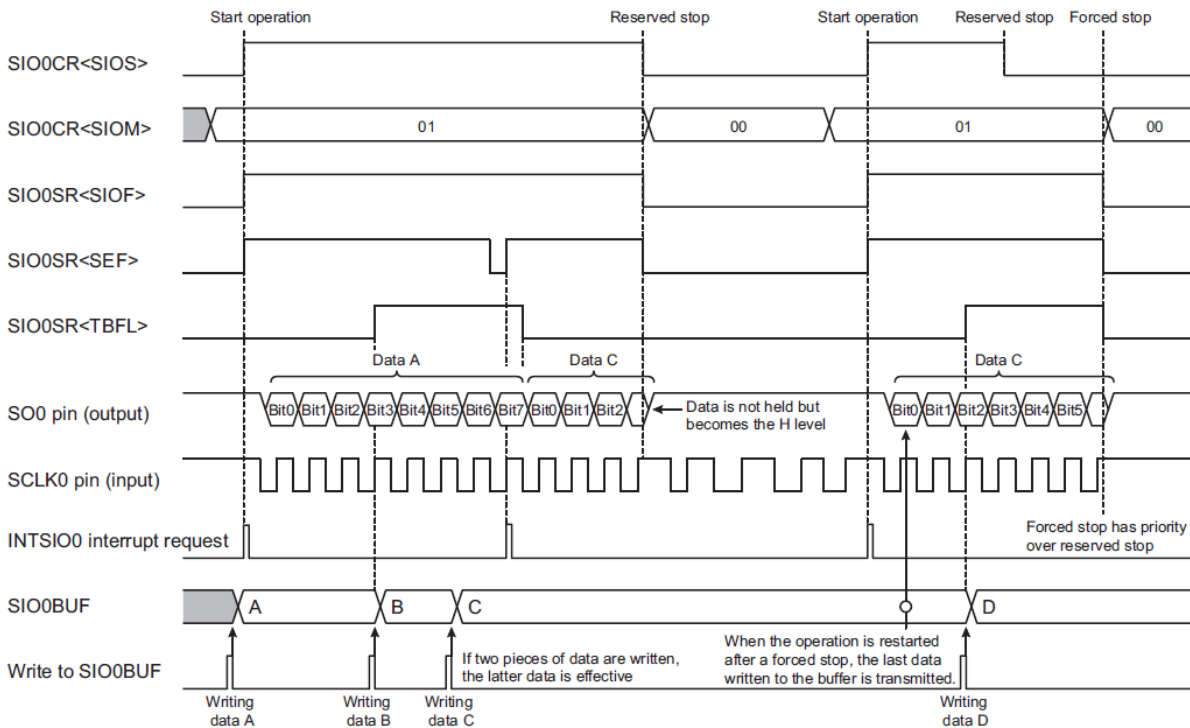 Start operation
Reserved stop
Start operation
Reserved stop
Forced stop
SIO0CR<SIOS>
SIO0CR<SIOM>
01
00
01
00
SIO0SR<SIOF>
SIO0SR<SEF>
SIO0SR<TBFL>
Data A
Data C
Data C
SO0 pin (output)
Bit0 Bit1 Bit2 Bit3 Bit4 Bit5 Bit6 Bit7 Bit0 Bit1 Bit2
Data is not held but
becomes the H level
Bit0 Bit1 Bit2 Bit3 Bit4 Bit5
SCLK0 pin (input)
INTSIO0 interrupt request
Forced stop has priority
over reserved stop
SIO0BUF
A
B
C
D
Write to SIO0BUF
If two pieces of data are written,
the latter data is effective
When the operation is restarted
after a forced stop, the last data
written to the buffer is transmitted.
Writing
data A
Writing
data B
Writing
data C
Writing
data D